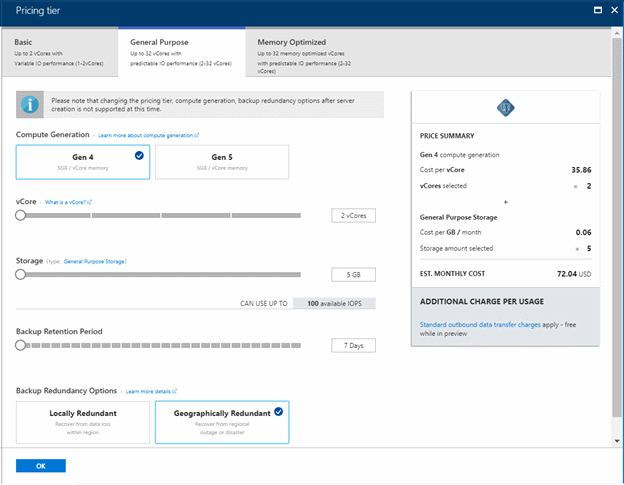 Pricing tier
Basic
Up to 2 vCores with
Variable IO performance (1-2vCores)
General Purpose
Up to 32 vCores with
predictable IO performance (2-32 vCores)
Memory Optimized
Up to 32 memory optimized vCores
with predictable IO performance (2-32
vCores)
Please note that changing the pricing tier, compute generation, backup redundancy options after server
creation is not supported at this time.
Compute Generation - Learn more about compute generation
Gen 4
5GB / vCore memory
Gen 5
5GB / vCore memory
vCore - What is a vCore?
2 vCores
Storage (type: General Purpose Storage)
5 GB
CAN USE UP TO 100 available IOPS
Backup Retention Period
7 Days
Backup Redundancy Options - Learn more details
Locally Redundant
Recover from data loss
within region
Geographically Redundant
Recover from regional
outage or disaster
OK
PRICE SUMMARY
Gen 4 compute generation
Cost per vCore 35.86
vCores selected × 2
+
General Purpose Storage
Cost per GB / month 0.06
Storage amount selected × 5
EST. MONTHLY COST 72.04 USD
ADDITIONAL CHARGE PER USAGE
Standard outbound data transfer charges apply - free
while in preview